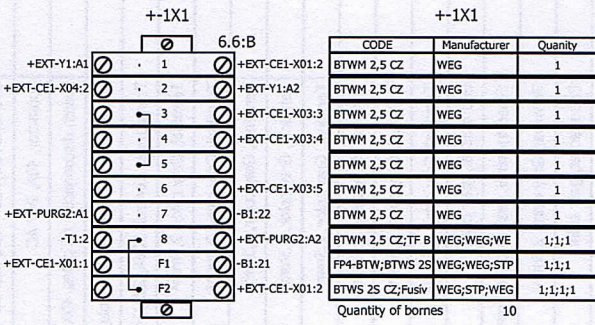 +-1X1 +-1X1
6.6:B CODE Manufacturer Quanity
+EXT-Y1:A1 1 +EXT-CE1-X01:2 BTWM 2,5 CZ WEG 1
+EXT-CE1-X04:2 2 +EXT-Y1:A2 BTWM 2,5 CZ WEG 1
3 +EXT-CE1-X03:3 BTWM 2,5 CZ WEG 1
4 +EXT-CE1-X03:4 BTWM 2,5 CZ WEG 1
5 BTWM 2,5 CZ WEG 1
6 +EXT-CE1-X03:5 BTWM 2,5 CZ WEG 1
+EXT-PURG2:A1 7 -B1:22 BTWM 2,5 CZ WEG 1
-T1:2 8 +EXT-PURG2:A2 BTWM 2,5 CZ;TF B WEG;WEG;WE 1;1;1
+EXT-CE1-X01:1 F1 -B1:21 FP4-BTW;BTWS 2S WEG;WEG;STP 1;1;1
F2 +EXT-CE1-X01:2 BTWS 2S CZ;Fusív WEG;STP;WEG 1;1;1;1
Quantity of bornes 10